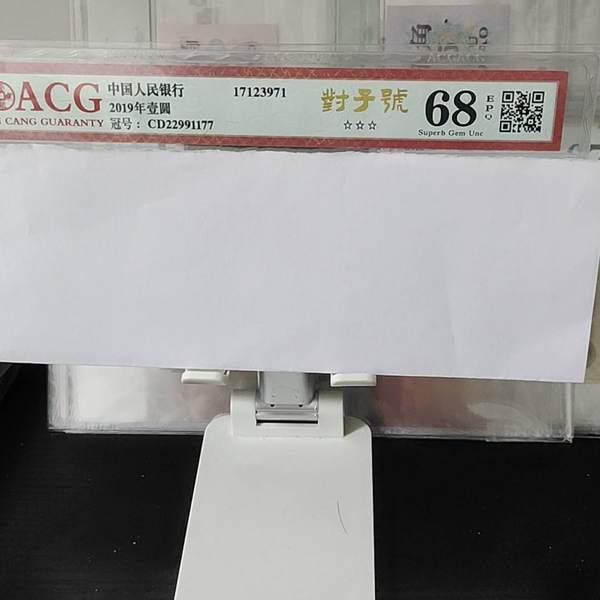 ACG
CANG GUARANTY
中国人民银行
2019年壹圆
冠号： CD22991177
17123971
對子號
☆☆☆
68
EPQ
Superb Gem Unc
角